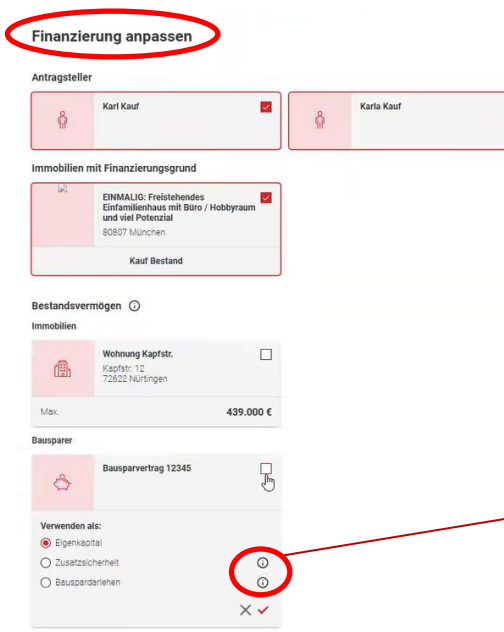 Finanzierung anpassen
Antragsteller
Karl Kauf
Karla Kauf
Immobilien mit Finanzierungsgrund
EINMALIG: Freistehendes
Einfamilienhaus mit Büro / Hobbyraum
und viel Potenzial
80807 München
Kauf Bestand
Bestandsvermögen
Immobilien
Wohnung Kapfstr.
Kapfstr. 12
72622 Nürtingen
Max. 439.000 €
Bausparer
Bausparvertrag 12345
Verwenden als:
Eigenkapital
Zusatzsicherheit
Bauspardarlehen